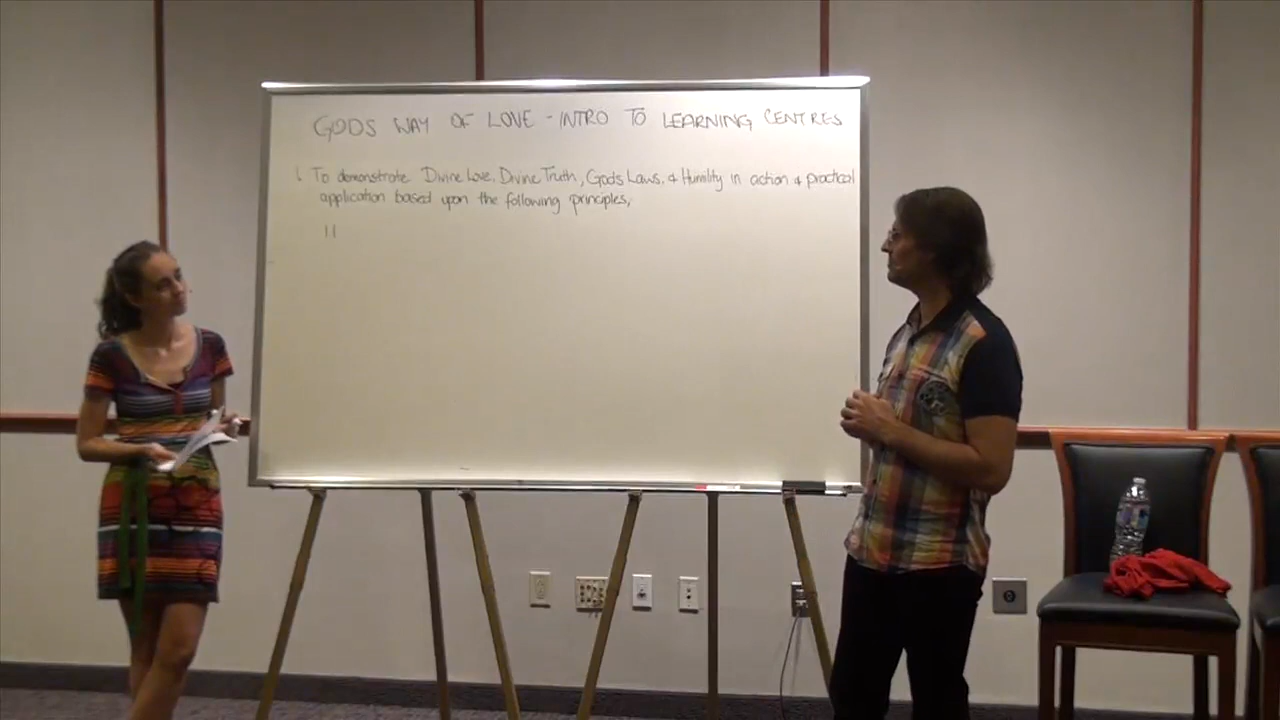 GODS WAY OF LOVE - INTRO TO LEARNING CENTRES
1. To demonstrate Divine Love, Divine Truth, Gods Laws, & Humility in action & practical
application based upon the following principles,
11